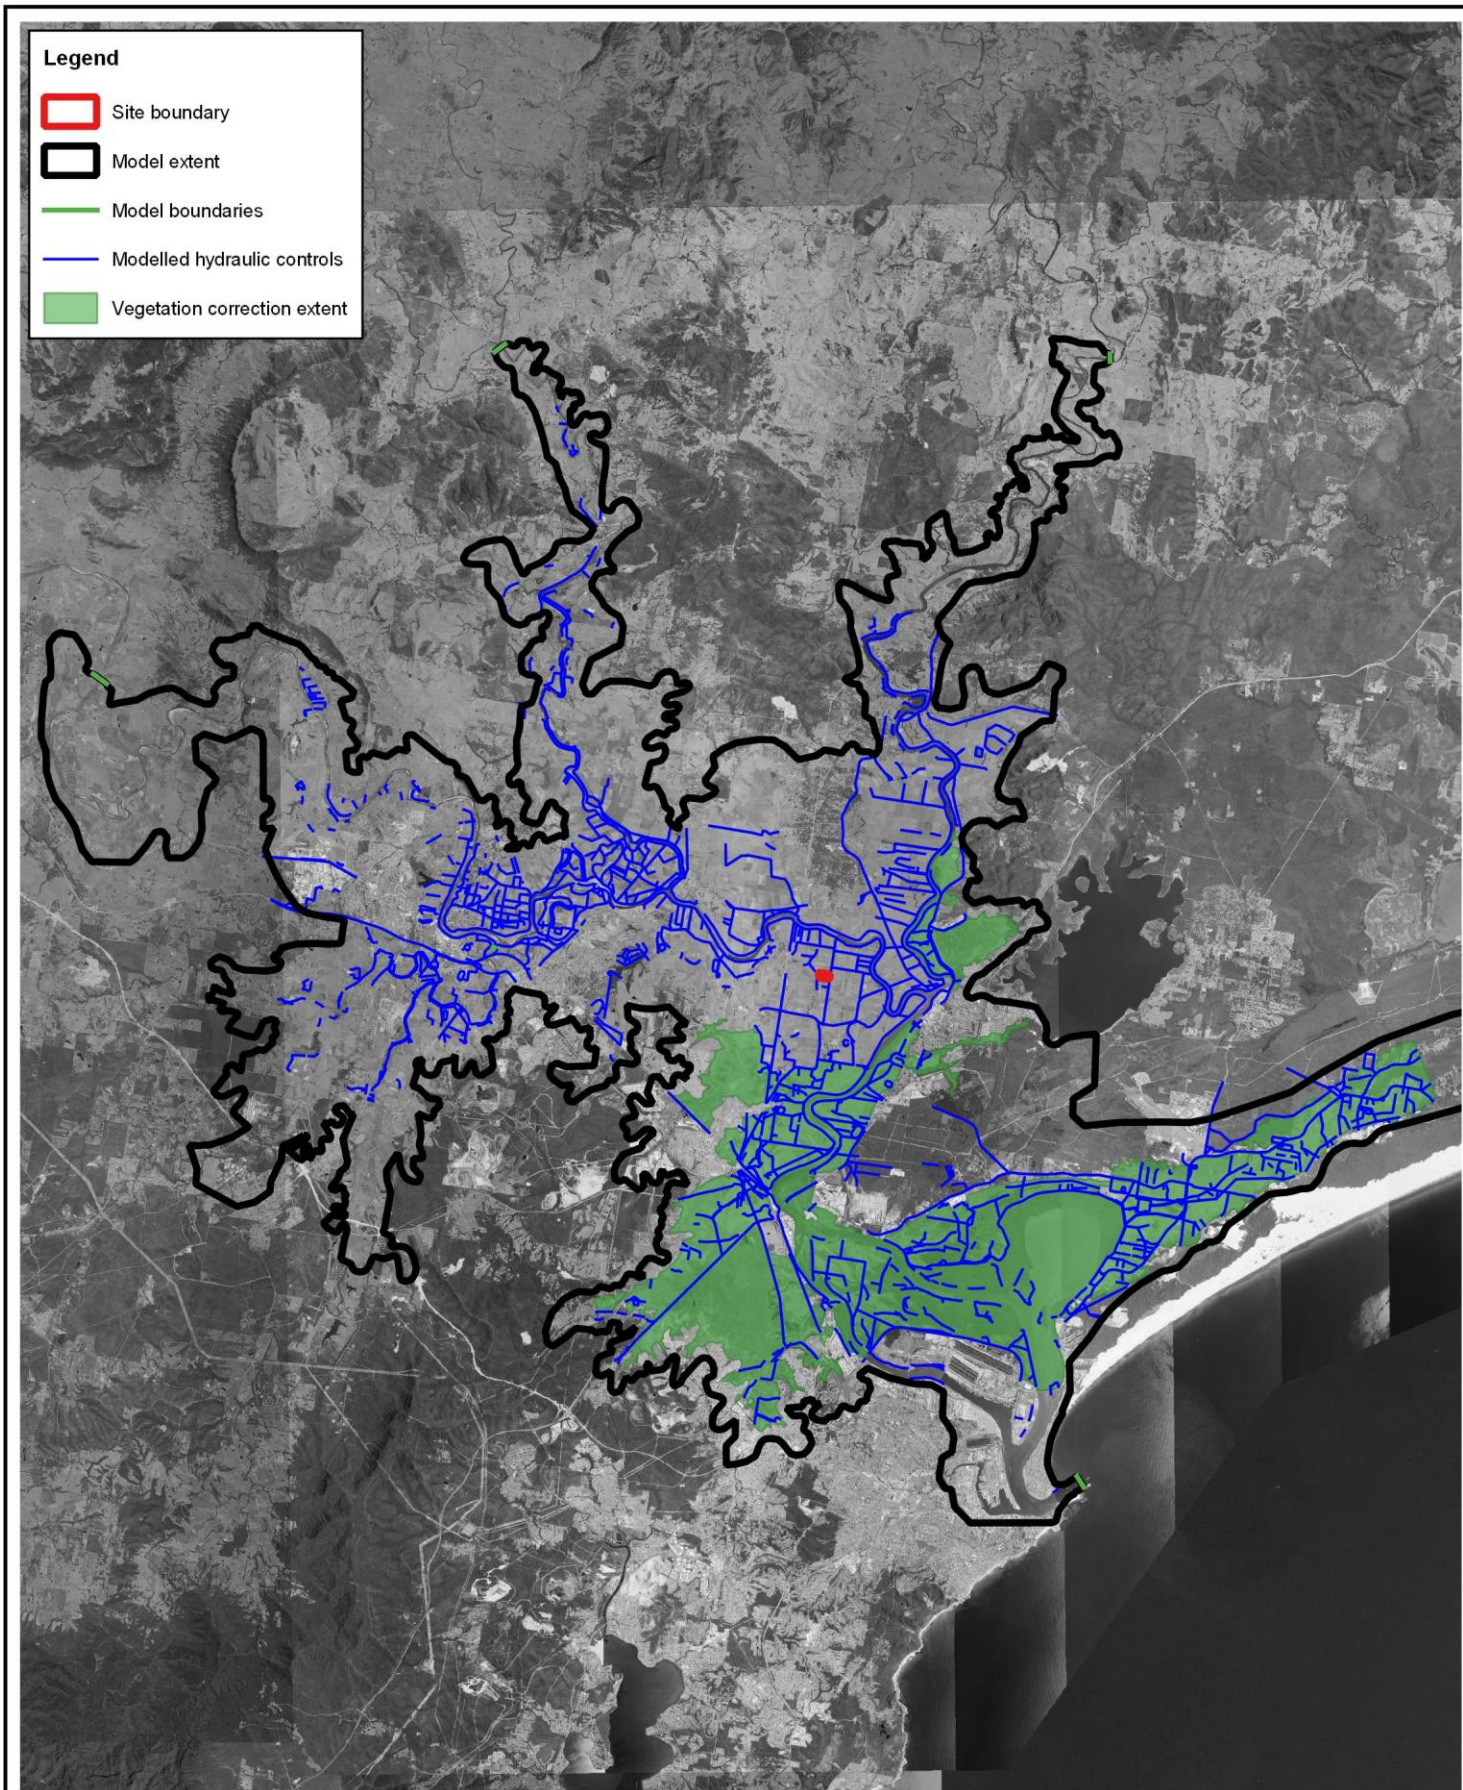 Legend
Site boundary
Model extent
Model boundaries
Modelled hydraulic controls
Vegetation correction extent